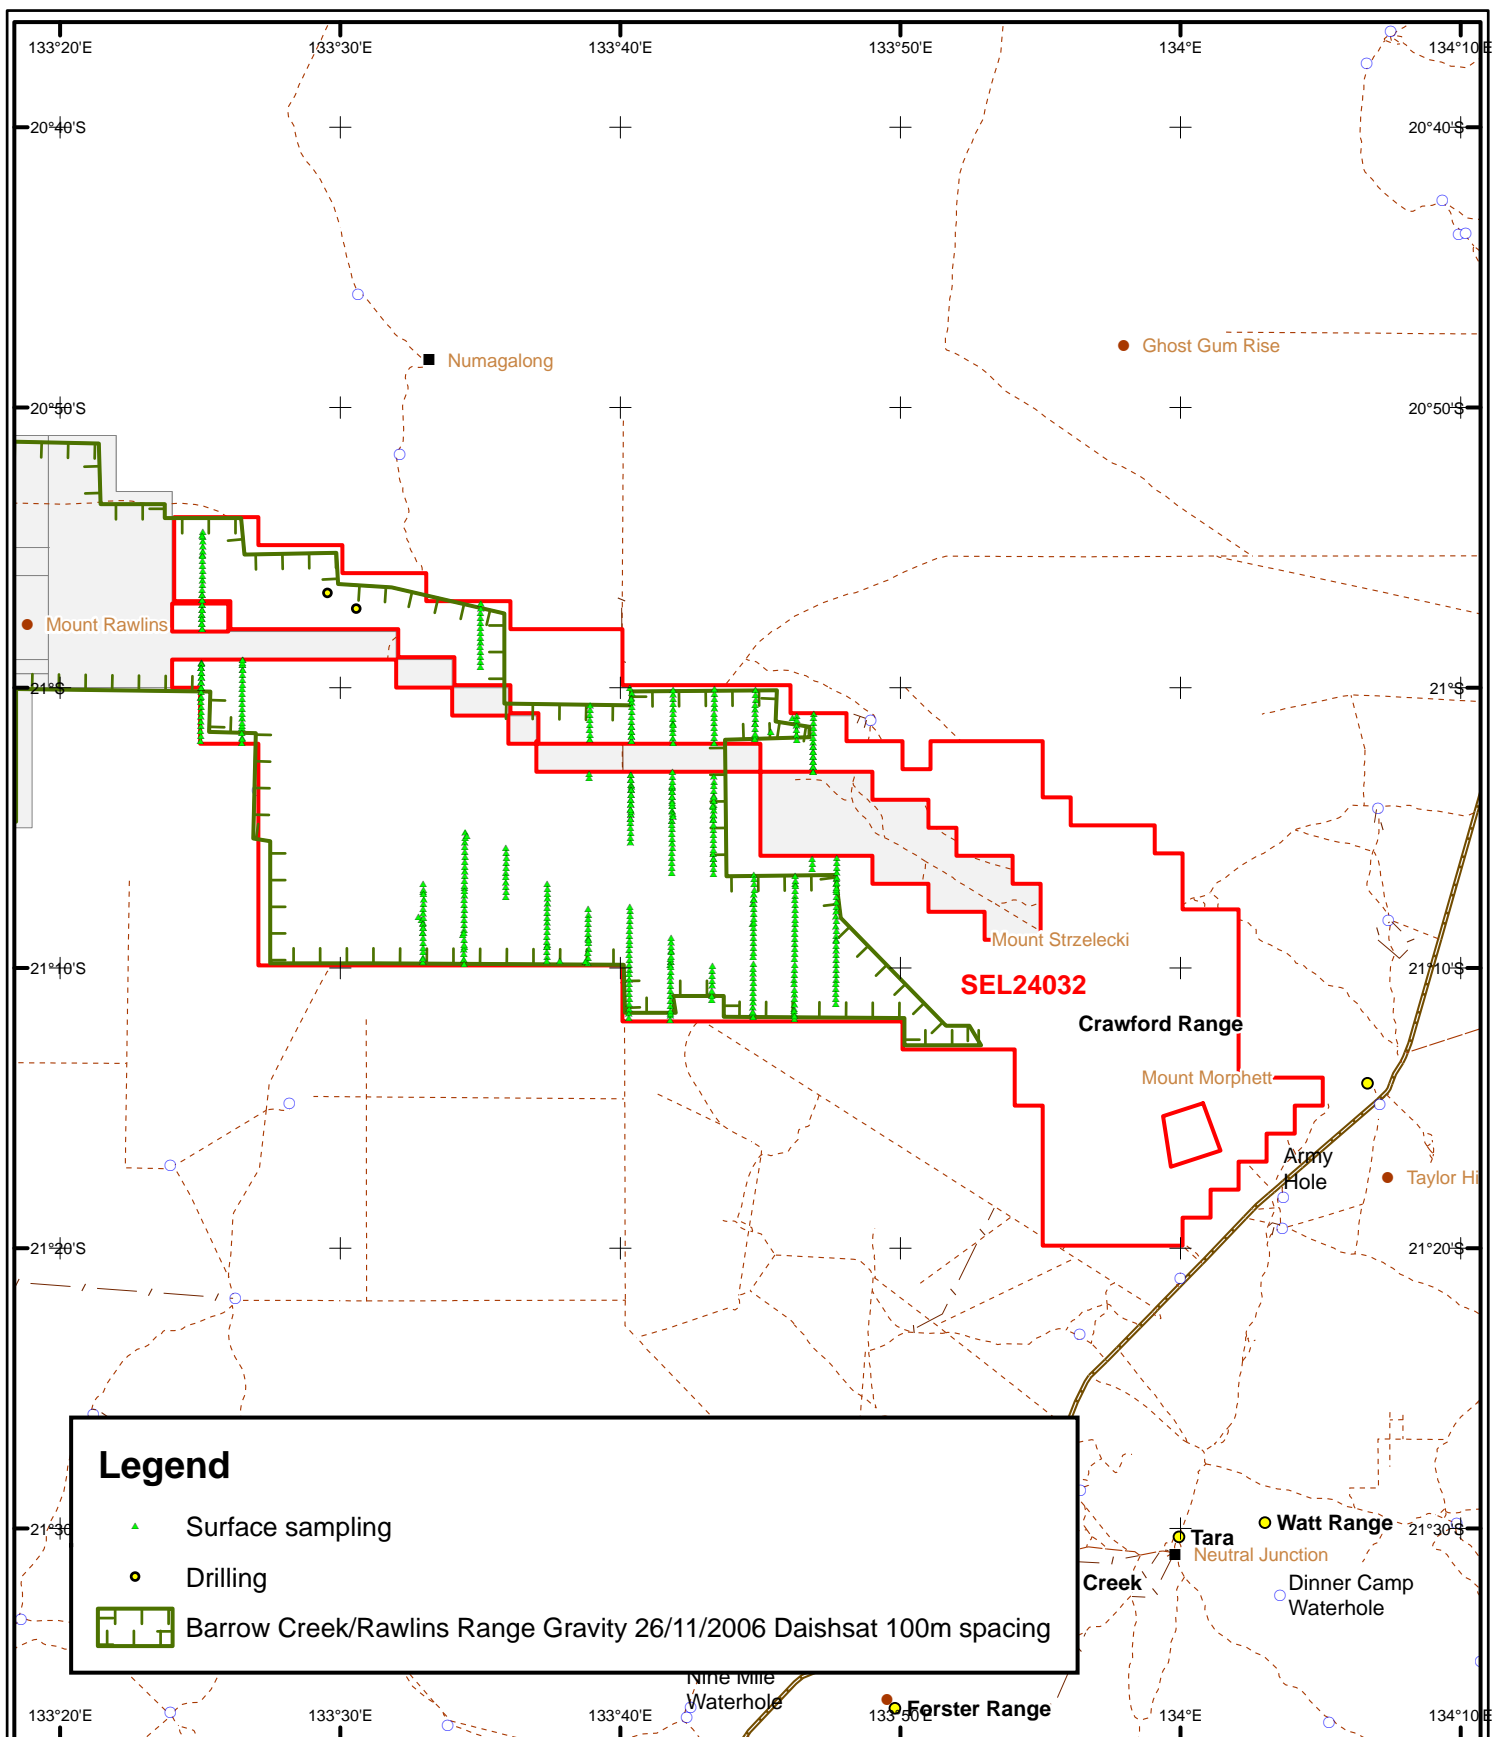 133°20'E 133°30'E 133°40'E 133°50'E 134°E 134°10'E
20°40'S 20°40'S
Ghost Gum Rise
Numagalong
20°50'S 20°50'S
Mount Rawlins
21°S 21°S
Mount Strzelecki
21°10'S 21°10'S
SEL24032
Crawford Range
Mount Morphett
Army
Hole
Taylor Hi
21°20'S 21°20'S
Legend
Surface sampling
Drilling
Barrow Creek/Rawlins Range Gravity 26/11/2006 Daishsat 100m spacing
21°30 21°30'S
Watt Range
Tara
Neutral Junction
Creek
Dinner Camp
Waterhole
Nine Mile
Waterhole
Forster Range
133°20'E 133°30'E 133°40'E 133°50'E 134°E 134°10'E